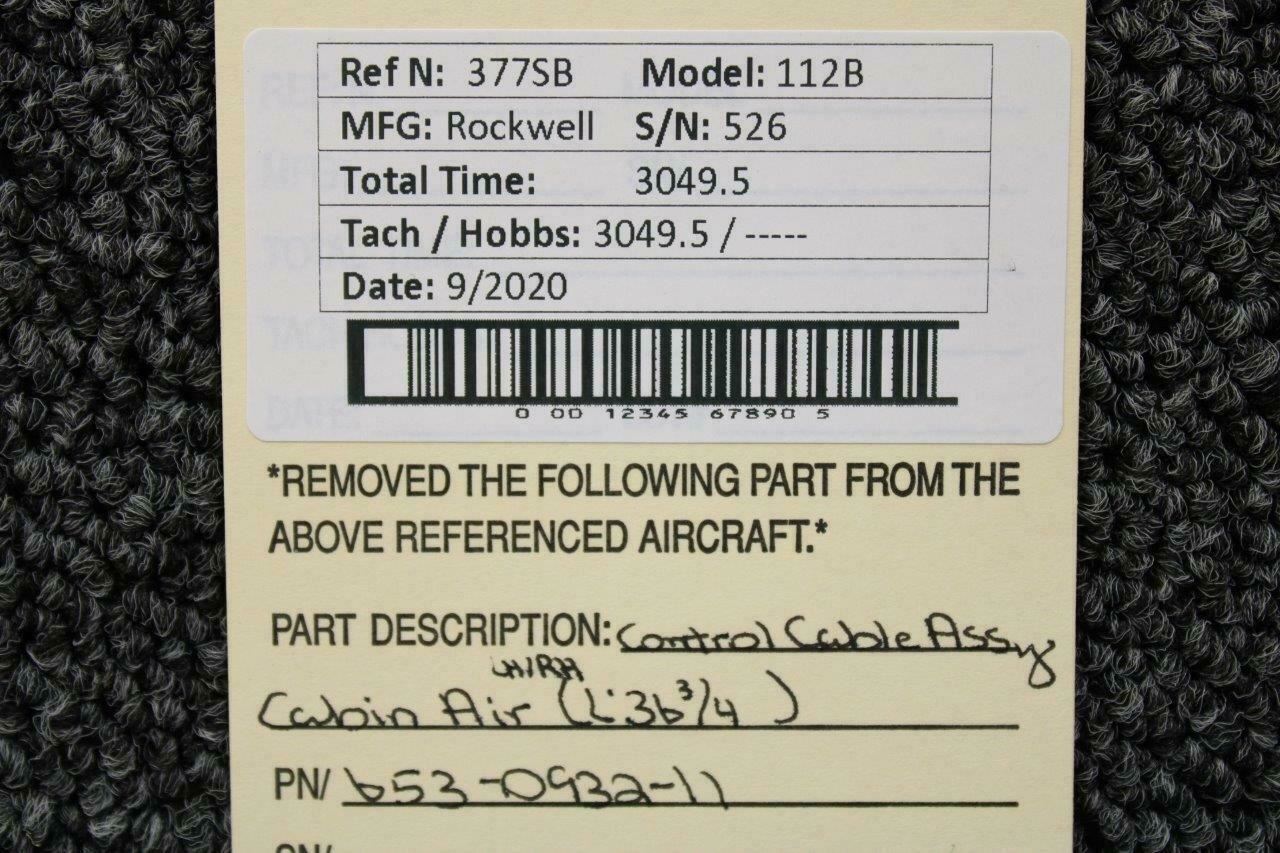 Ref N: 377SB Model: 112B
MFG: Rockwell S/N: 526
Total Time: 3049.5
Tach / Hobbs: 3049.5 / -----
Date: 9/2020
0 00 12345 67890 5
*REMOVED THE FOLLOWING PART FROM THE
ABOVE REFERENCED AIRCRAFT.*
PART DESCRIPTION: Control Cable Assy
LH/RH
Cabin Air (L:36 3/4)
PN/ 653-0932-11